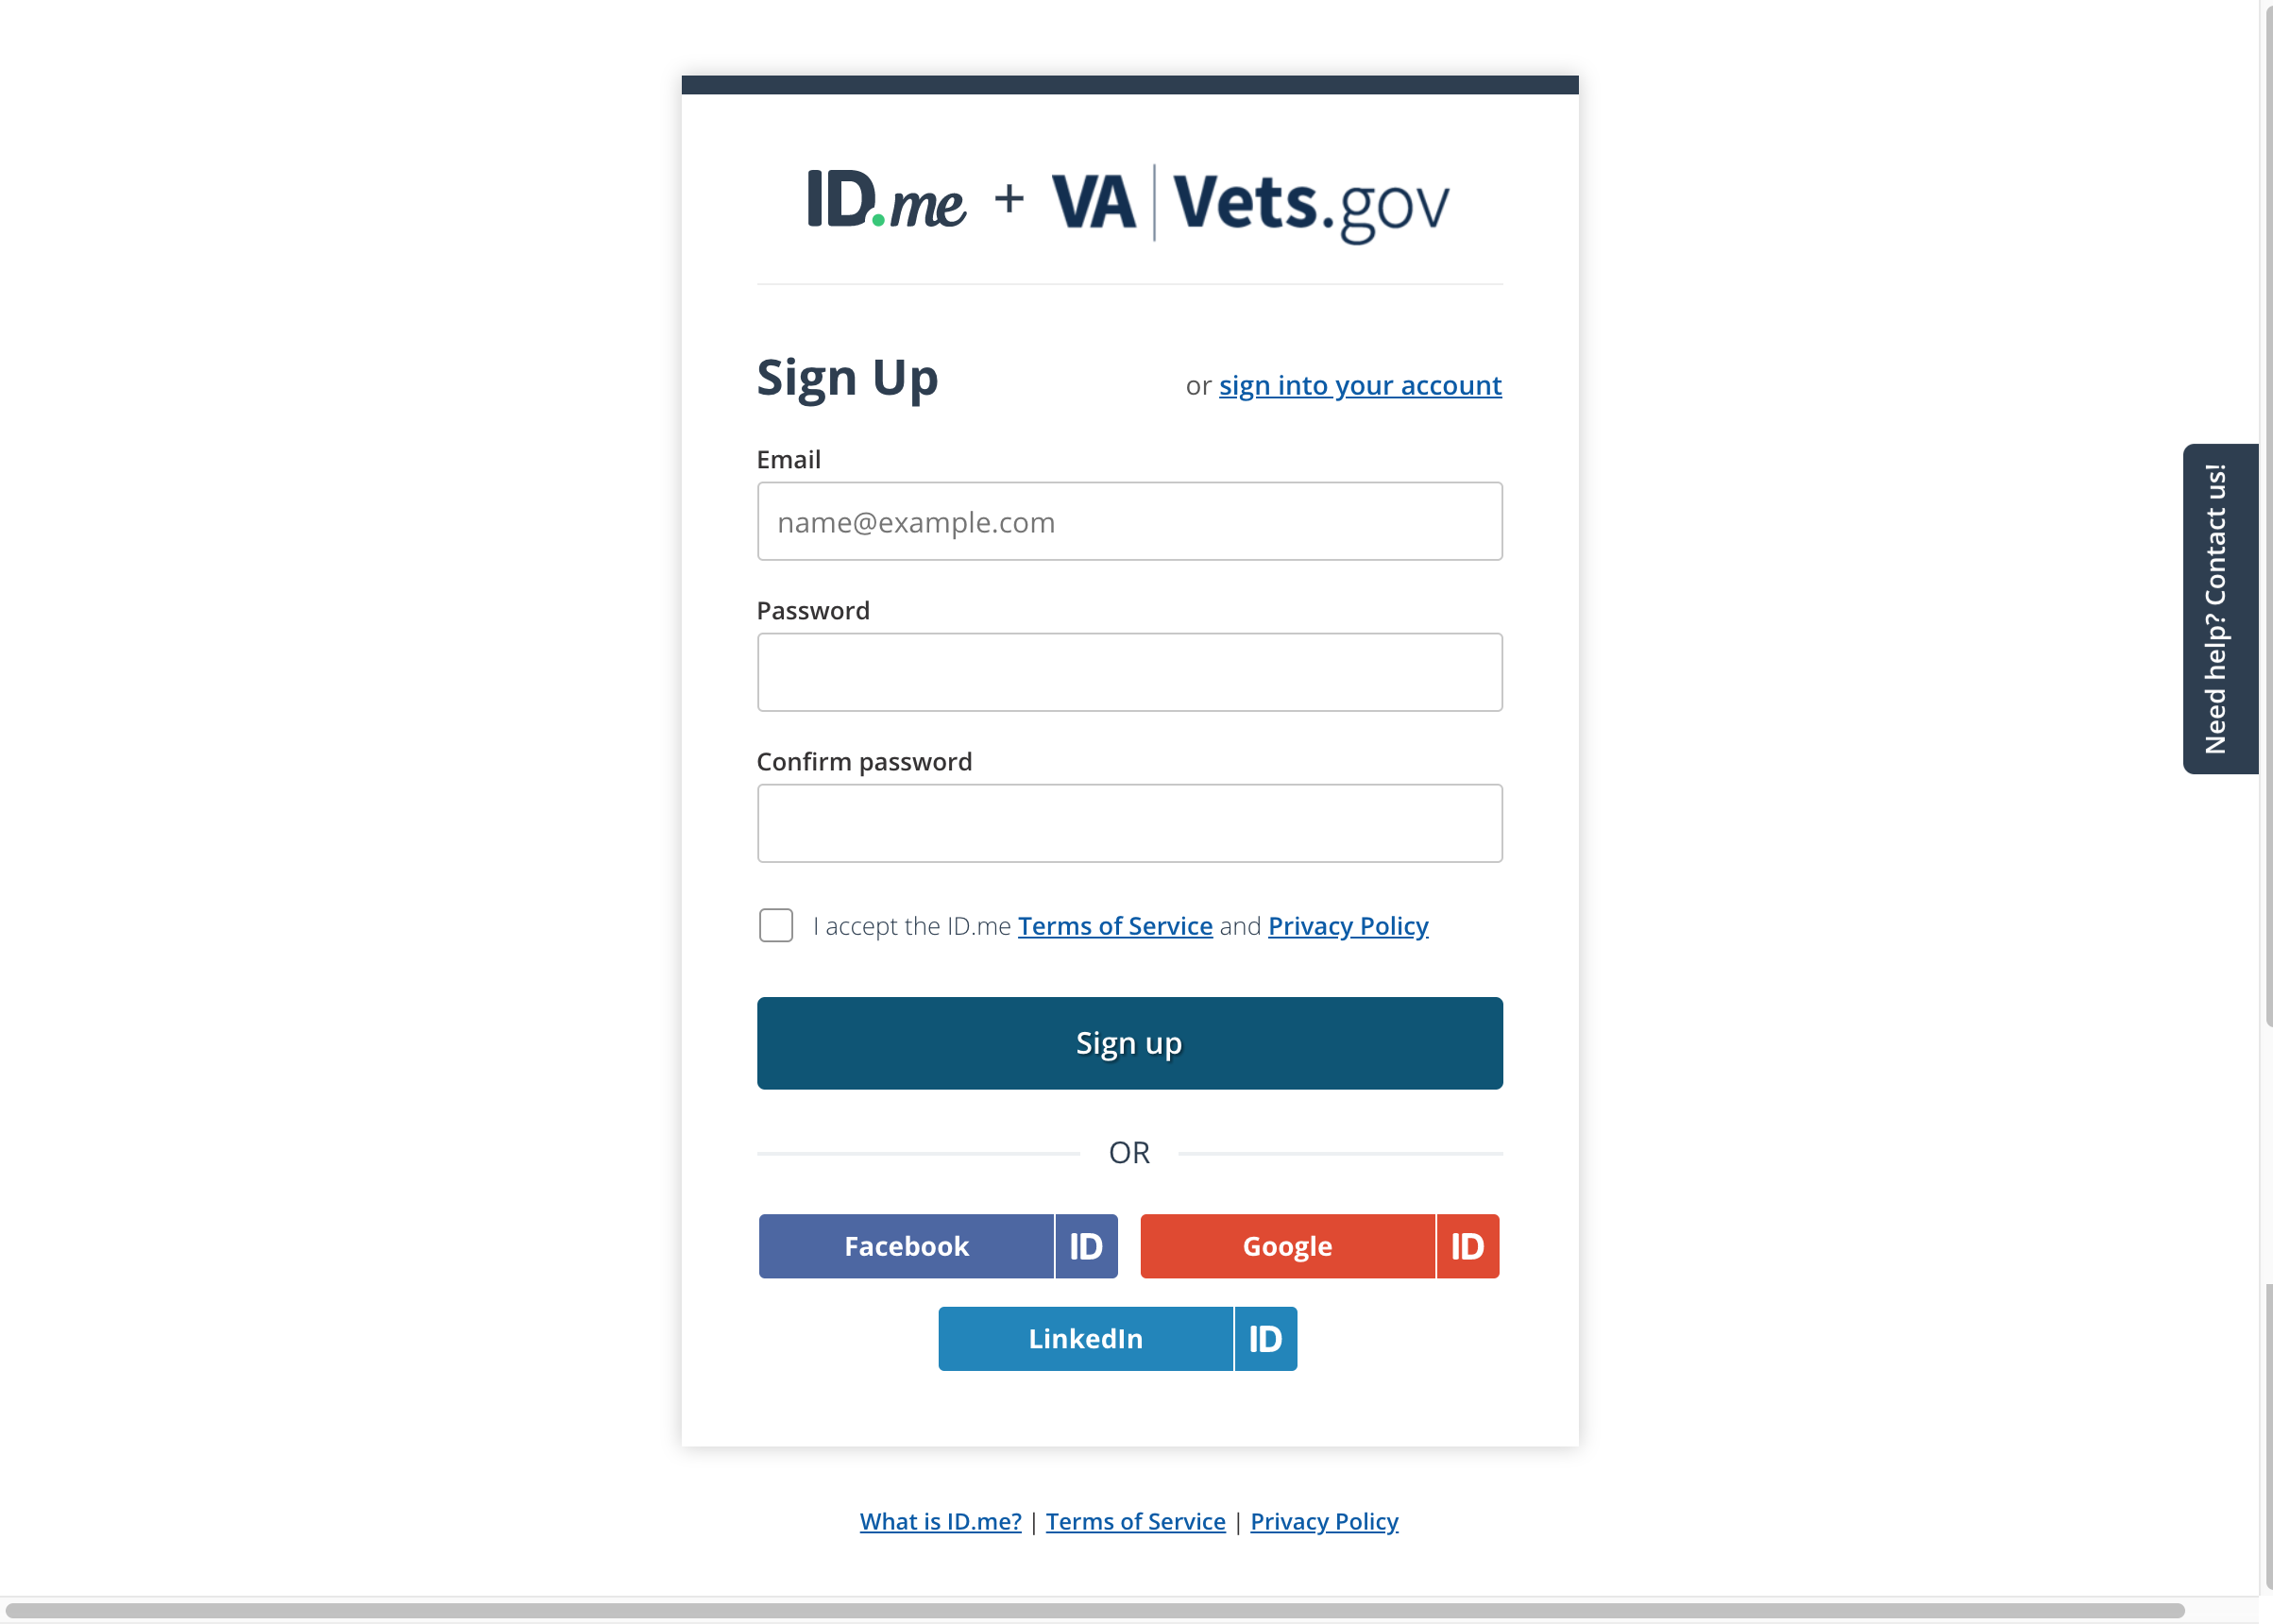 ID.me + VA | Vets.gov
Sign Up
or sign into your account
Email
name@example.com
Password
Confirm password
I accept the ID.me Terms of Service and Privacy Policy
Sign up
OR
Facebook ID
Google ID
LinkedIn ID
What is ID.me? | Terms of Service | Privacy Policy
Need help? Contact us!